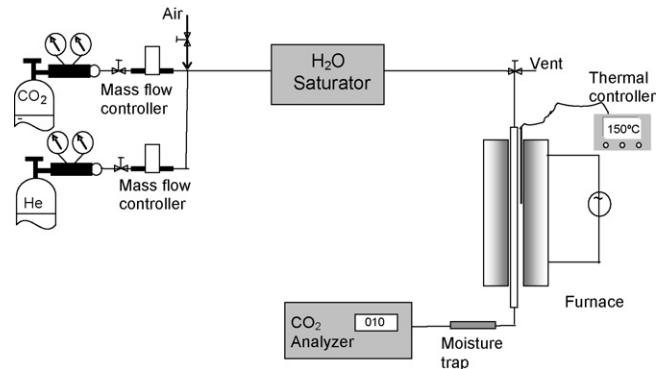 Air
CO2
Mass flow
controller
H2O
Saturator
Vent
Thermal
controller
150ºC
He
Mass flow
controller
~
Furnace
CO2
Analyzer
010
Moisture
trap